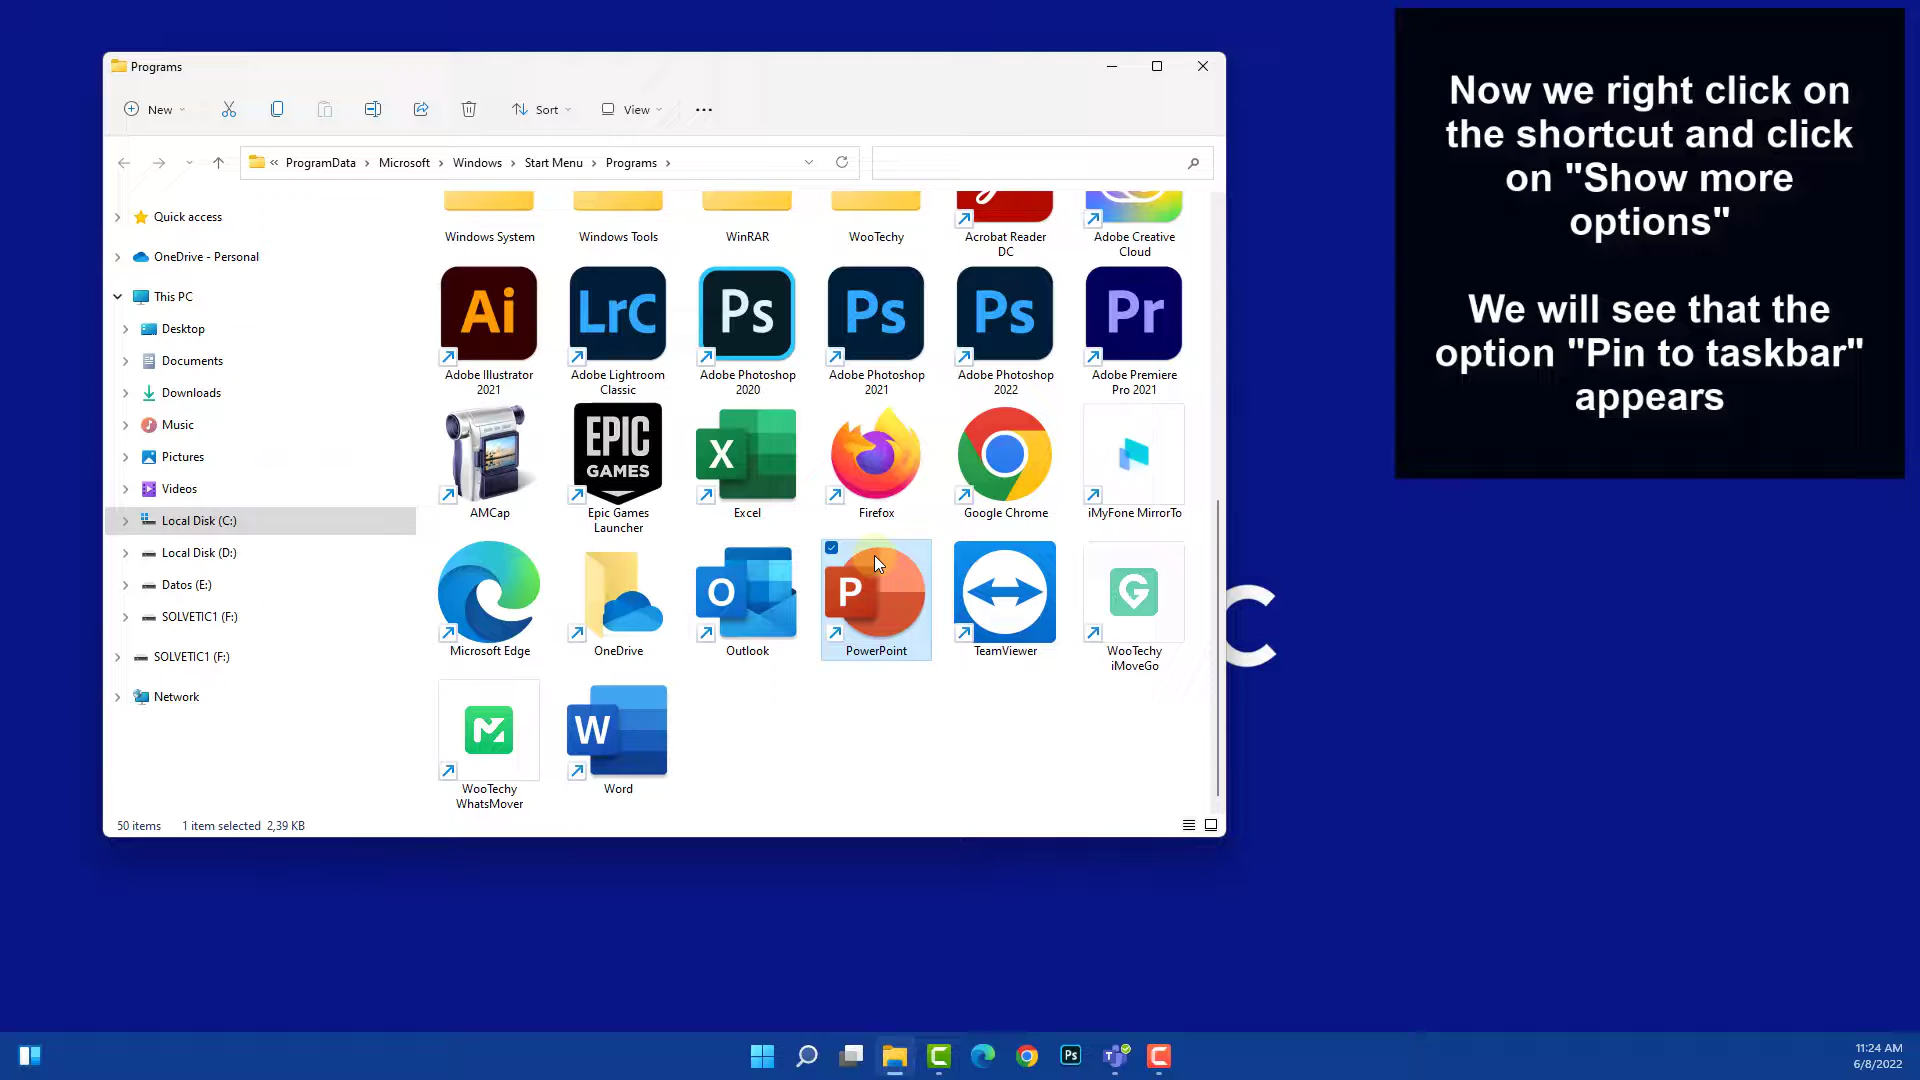 Programs
New
Sort
View
ProgramData
Microsoft
Windows
Start Menu
Programs
Quick access
OneDrive - Personal
This PC
Desktop
Documents
Downloads
Music
Pictures
Videos
Local Disk (C:)
Local Disk (D:)
Datos (E:)
SOLVETIC1 (F:)
SOLVETIC1 (F:)
Network
Windows System
Windows Tools
WinRAR
WooTechy
Acrobat Reader
DC
Adobe Creative
Cloud
Ai
LrC
Ps
Ps
Ps
Pr
Adobe Illustrator
2021
Adobe Lightroom
Classic
Adobe Photoshop
2020
Adobe Photoshop
2021
Adobe Photoshop
2022
Adobe Premiere
Pro 2021
EPIC
GAMES
X
AMCap
Epic Games
Launcher
Excel
Firefox
Google Chrome
iMyFone MirrorTo
O
P
G
Microsoft Edge
OneDrive
Outlook
PowerPoint
TeamViewer
WooTechy
iMoveGo
W
WooTechy
WhatsMover
Word
50 items
1 item selected 2,39 KB
Now we right click on
the shortcut and click
on "Show more
options"
We will see that the
option "Pin to taskbar"
appears
C
Ps
11:24 AM
6/8/2022